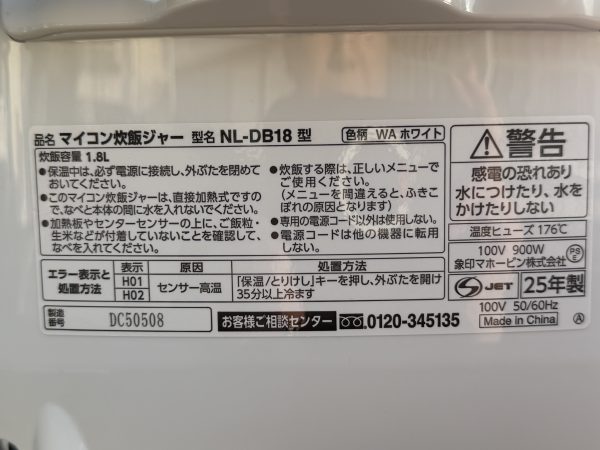 品名 マイコン炊飯ジャー 型名 NL-DB18 型 色柄 WA ホワイト
炊飯容量 1.8L
●保温中は、必ず電源に接続し、外ぶたを閉めて
おいてください。
●このマイコン炊飯ジャーは、直接加熱式ですの
で、なべと本体の間に水を入れないでください。
●加熱板やセンターセンサーの上に、ご飯粒・
生米などが付着していないことを確認して、
なべを入れてください。
●炊飯する際は、正しいメニューで
ご使用ください。
(メニューを間違えると、ふきこ
ぼれの原因となります)
●専用の電源コード以外は使用しない。
●電源コードは他の機器に転用
しない。
エラー表示と
処置方法
表示 原因 処置方法
H01
H02
センサー高温
「保温/とりけし」キーを押し、外ぶたを開け
35分以上冷ます
製造
番号
DC50508
お客様ご相談センター 0120-345135
警告
感電の恐れあり
水につけたり、水を
かけたりしない
温度ヒューズ 176℃
100V 900W
象印マホービン株式会社
PSE
JET 25年製
100V 50/60Hz
Made in China Ⓐ